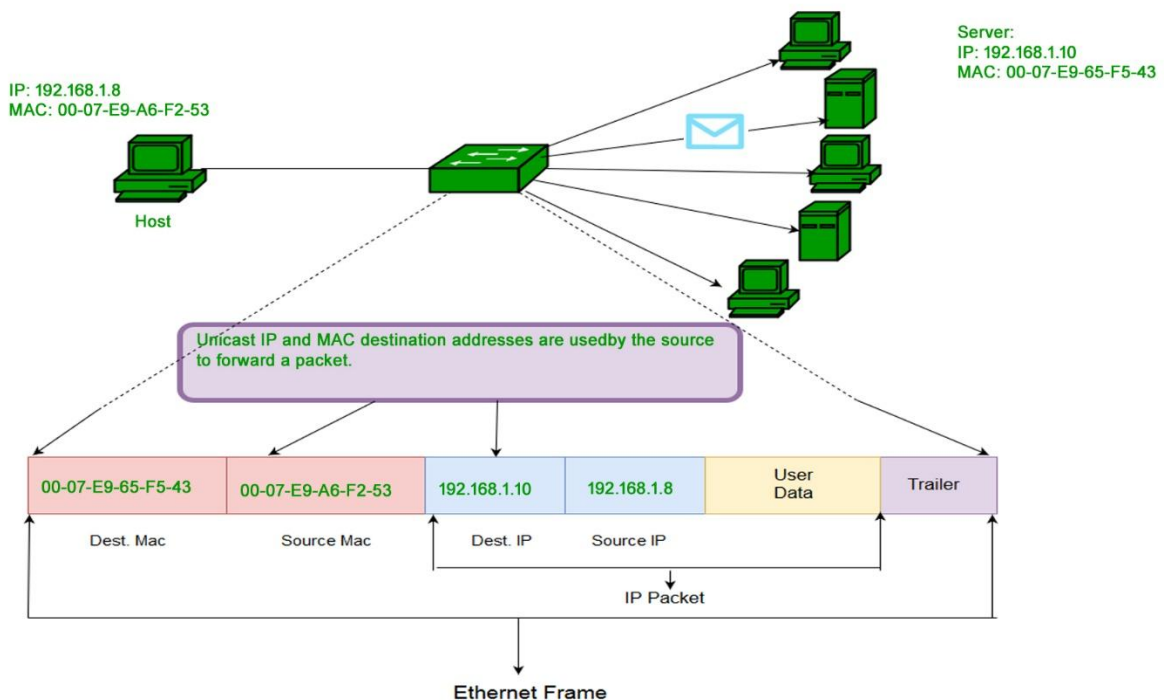 Server:
IP: 192.168.1.10
MAC: 00-07-E9-65-F5-43
IP: 192.168.1.8
MAC: 00-07-E9-A6-F2-53
Host
Unicast IP and MAC destination addresses are usedby the source
to forward a packet.
00-07-E9-65-F5-43
00-07-E9-A6-F2-53
192.168.1.10
192.168.1.8
User
Data
Trailer
Dest. Mac
Source Mac
Dest. IP
Source IP
IP Packet
Ethernet Frame